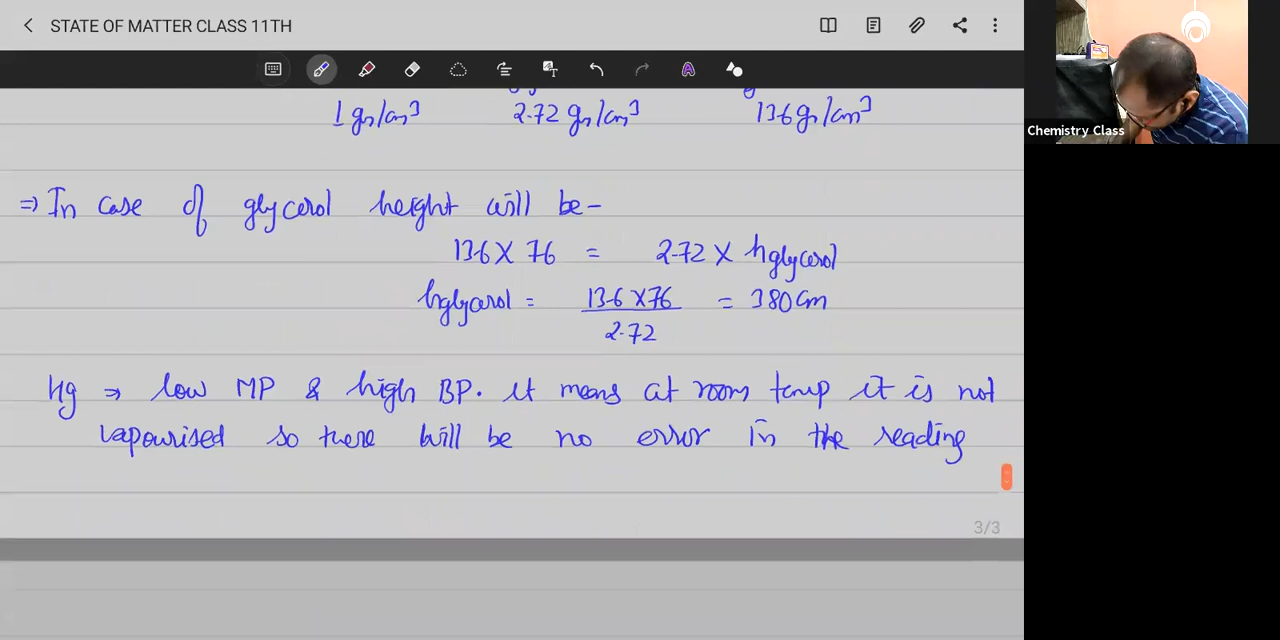 STATE OF MATTER CLASS 11TH
1 gm/cm³ 2.72 gm/cm³ 13.6 gm/cm³
Chemistry Class
⇒ In case of glycerol height will be-
13.6 X 76 = 2.72 X hglycerol
hglycerol = 13.6 X 76 / 2.72 = 380 cm
Hg → low MP & high BP. it means at room temp it is not
vapourised so there will be no error in the reading
3/3